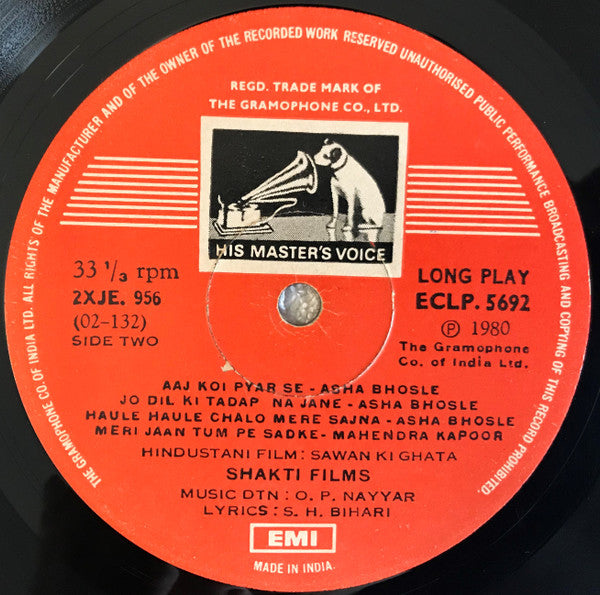 THE GRAMOPHONE CO. OF INDIA LTD. ALL RIGHTS OF THE MANUFACTURER AND OF THE OWNER OF THE RECORDED WORK RESERVED UNAUTHORISED PUBLIC PERFORMANCE BROADCASTING AND COPYING OF THIS RECORD PROHIBITED
REGD. TRADE MARK OF
THE GRAMOPHONE CO., LTD.
HIS MASTER'S VOICE
33 1/3 rpm
2XJE. 956
(02-132)
SIDE TWO
LONG PLAY
ECLP. 5692
Ⓟ 1980
The Gramophone
Co. of India Ltd.
AAJ KOI PYAR SE - ASHA BHOSLE
JO DIL KI TADAP NA JANE - ASHA BHOSLE
HAULE HAULE CHALO MERE SAJNA - ASHA BHOSLE
MERI JAAN TUM PE SADKE - MAHENDRA KAPOOR
HINDUSTANI FILM : SAWAN KI GHATA
SHAKTI FILMS
MUSIC DTN : O. P. NAYYAR
LYRICS : S. H. BIHARI
EMI
MADE IN INDIA